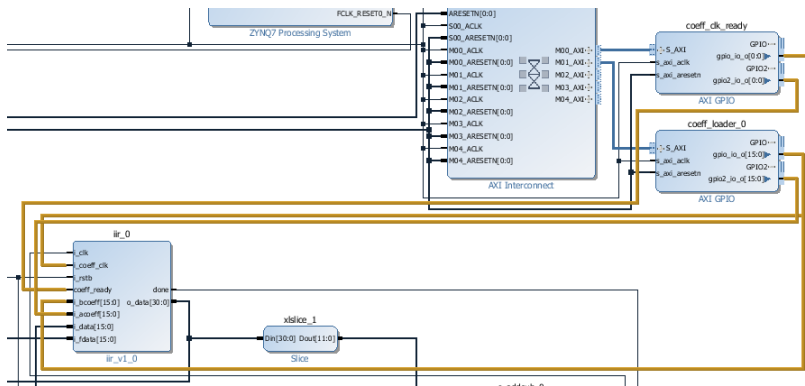 FCLK_RESET0_N
ZYNQ7 Processing System
ARESETN[0:0]
S00_ACLK
S00_ARESETN[0:0]
M00_ACLK
M00_ARESETN[0:0]
M01_ACLK
M01_ARESETN[0:0]
M02_ACLK
M02_ARESETN[0:0]
M03_ACLK
M03_ARESETN[0:0]
M04_ACLK
M04_ARESETN[0:0]
M00_AXI
M01_AXI
M02_AXI
M03_AXI
M04_AXI
AXI Interconnect
coeff_clk_ready
S_AXI
s_axi_aclk
s_axi_aresetn
GPIO
gpio_io_o[0:0]
GPIO2
gpio2_io_o[0:0]
AXI GPIO
coeff_loader_0
S_AXI
s_axi_aclk
s_axi_aresetn
GPIO
gpio_io_o[15:0]
GPIO2
gpio2_io_o[15:0]
AXI GPIO
iir_0
i_clk
i_coeff_clk
i_rstb
coeff_ready
i_bcoeff[15:0]
i_acoeff[15:0]
i_data[15:0]
i_fdata[15:0]
done
o_data[30:0]
iir_v1_0
xlslice_1
Din[30:0] Dout[11:0]
Slice